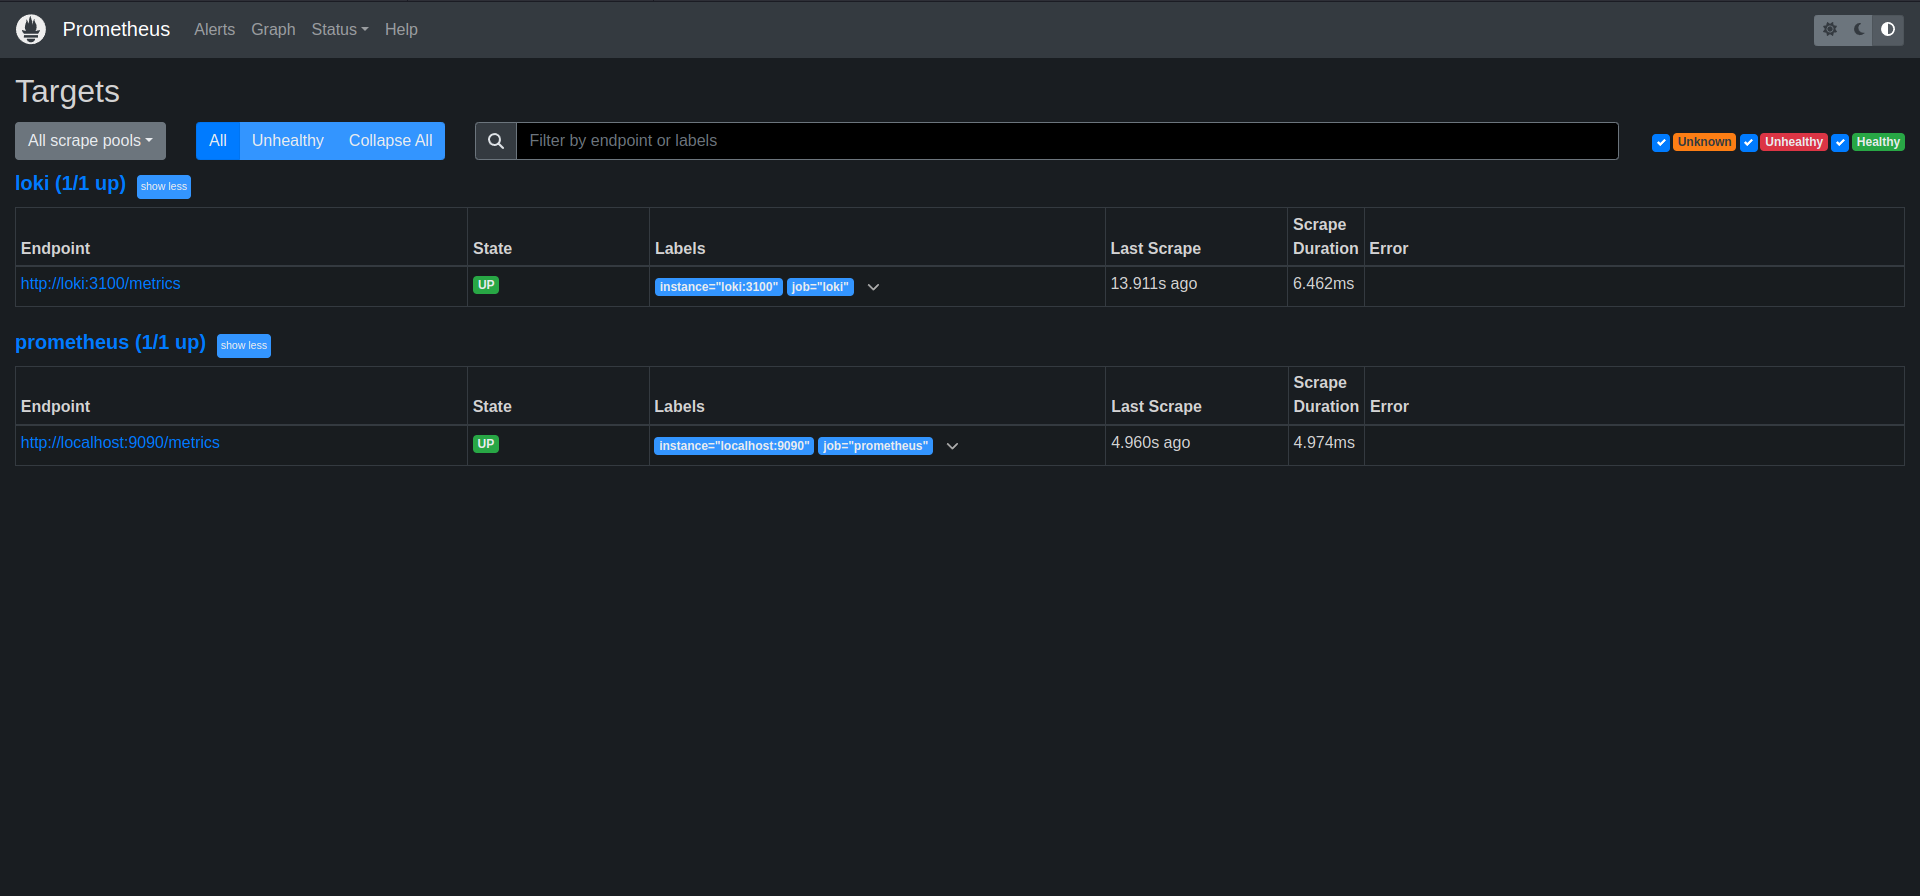 Prometheus Alerts Graph Status Help
Targets
All scrape pools All Unhealthy Collapse All Filter by endpoint or labels Unknown Unhealthy Healthy
loki (1/1 up) show less
Endpoint State Labels Last Scrape Scrape Duration Error
http://loki:3100/metrics UP instance="loki:3100" job="loki" 13.911s ago 6.462ms
prometheus (1/1 up) show less
Endpoint State Labels Last Scrape Scrape Duration Error
http://localhost:9090/metrics UP instance="localhost:9090" job="prometheus" 4.960s ago 4.974ms